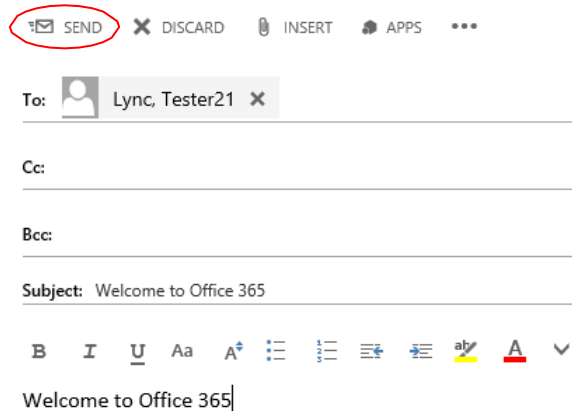 SEND DISCARD INSERT APPS •••
To: Lync, Tester21
Cc:
Bcc:
Subject: Welcome to Office 365
B I U Aa A ab A
Welcome to Office 365